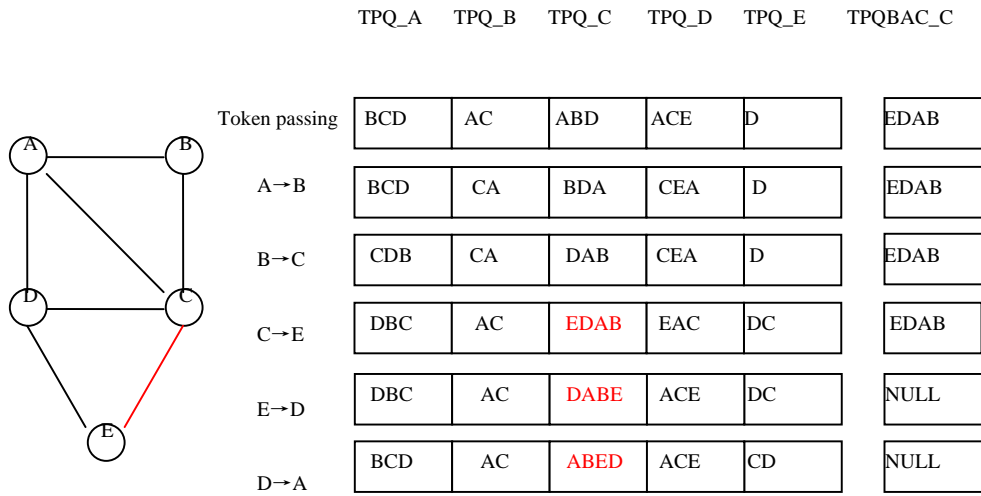 TPQ_A TPQ_B TPQ_C TPQ_D TPQ_E TPQBAC_C
Token passing BCD AC ABD ACE D EDAB
A B
A→B BCD CA BDA CEA D EDAB
B→C CDB CA DAB CEA D EDAB
D C
C→E DBC AC EDAB EAC DC EDAB
E→D DBC AC DABE ACE DC NULL
E
D→A BCD AC ABED ACE CD NULL